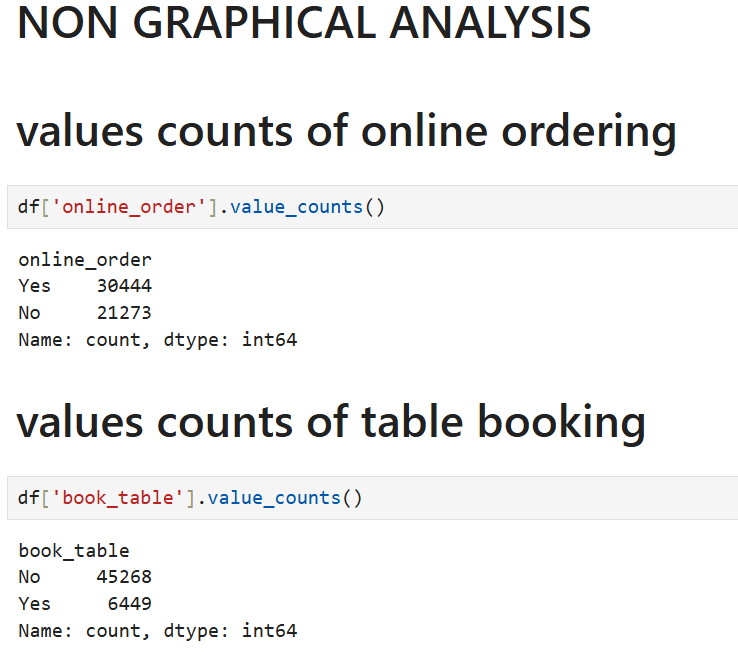 NON GRAPHICAL ANALYSIS
values counts of online ordering
df['online_order'].value_counts()
online_order
Yes    30444
No     21273
Name: count, dtype: int64
values counts of table booking
df['book_table'].value_counts()
book_table
No     45268
Yes     6449
Name: count, dtype: int64